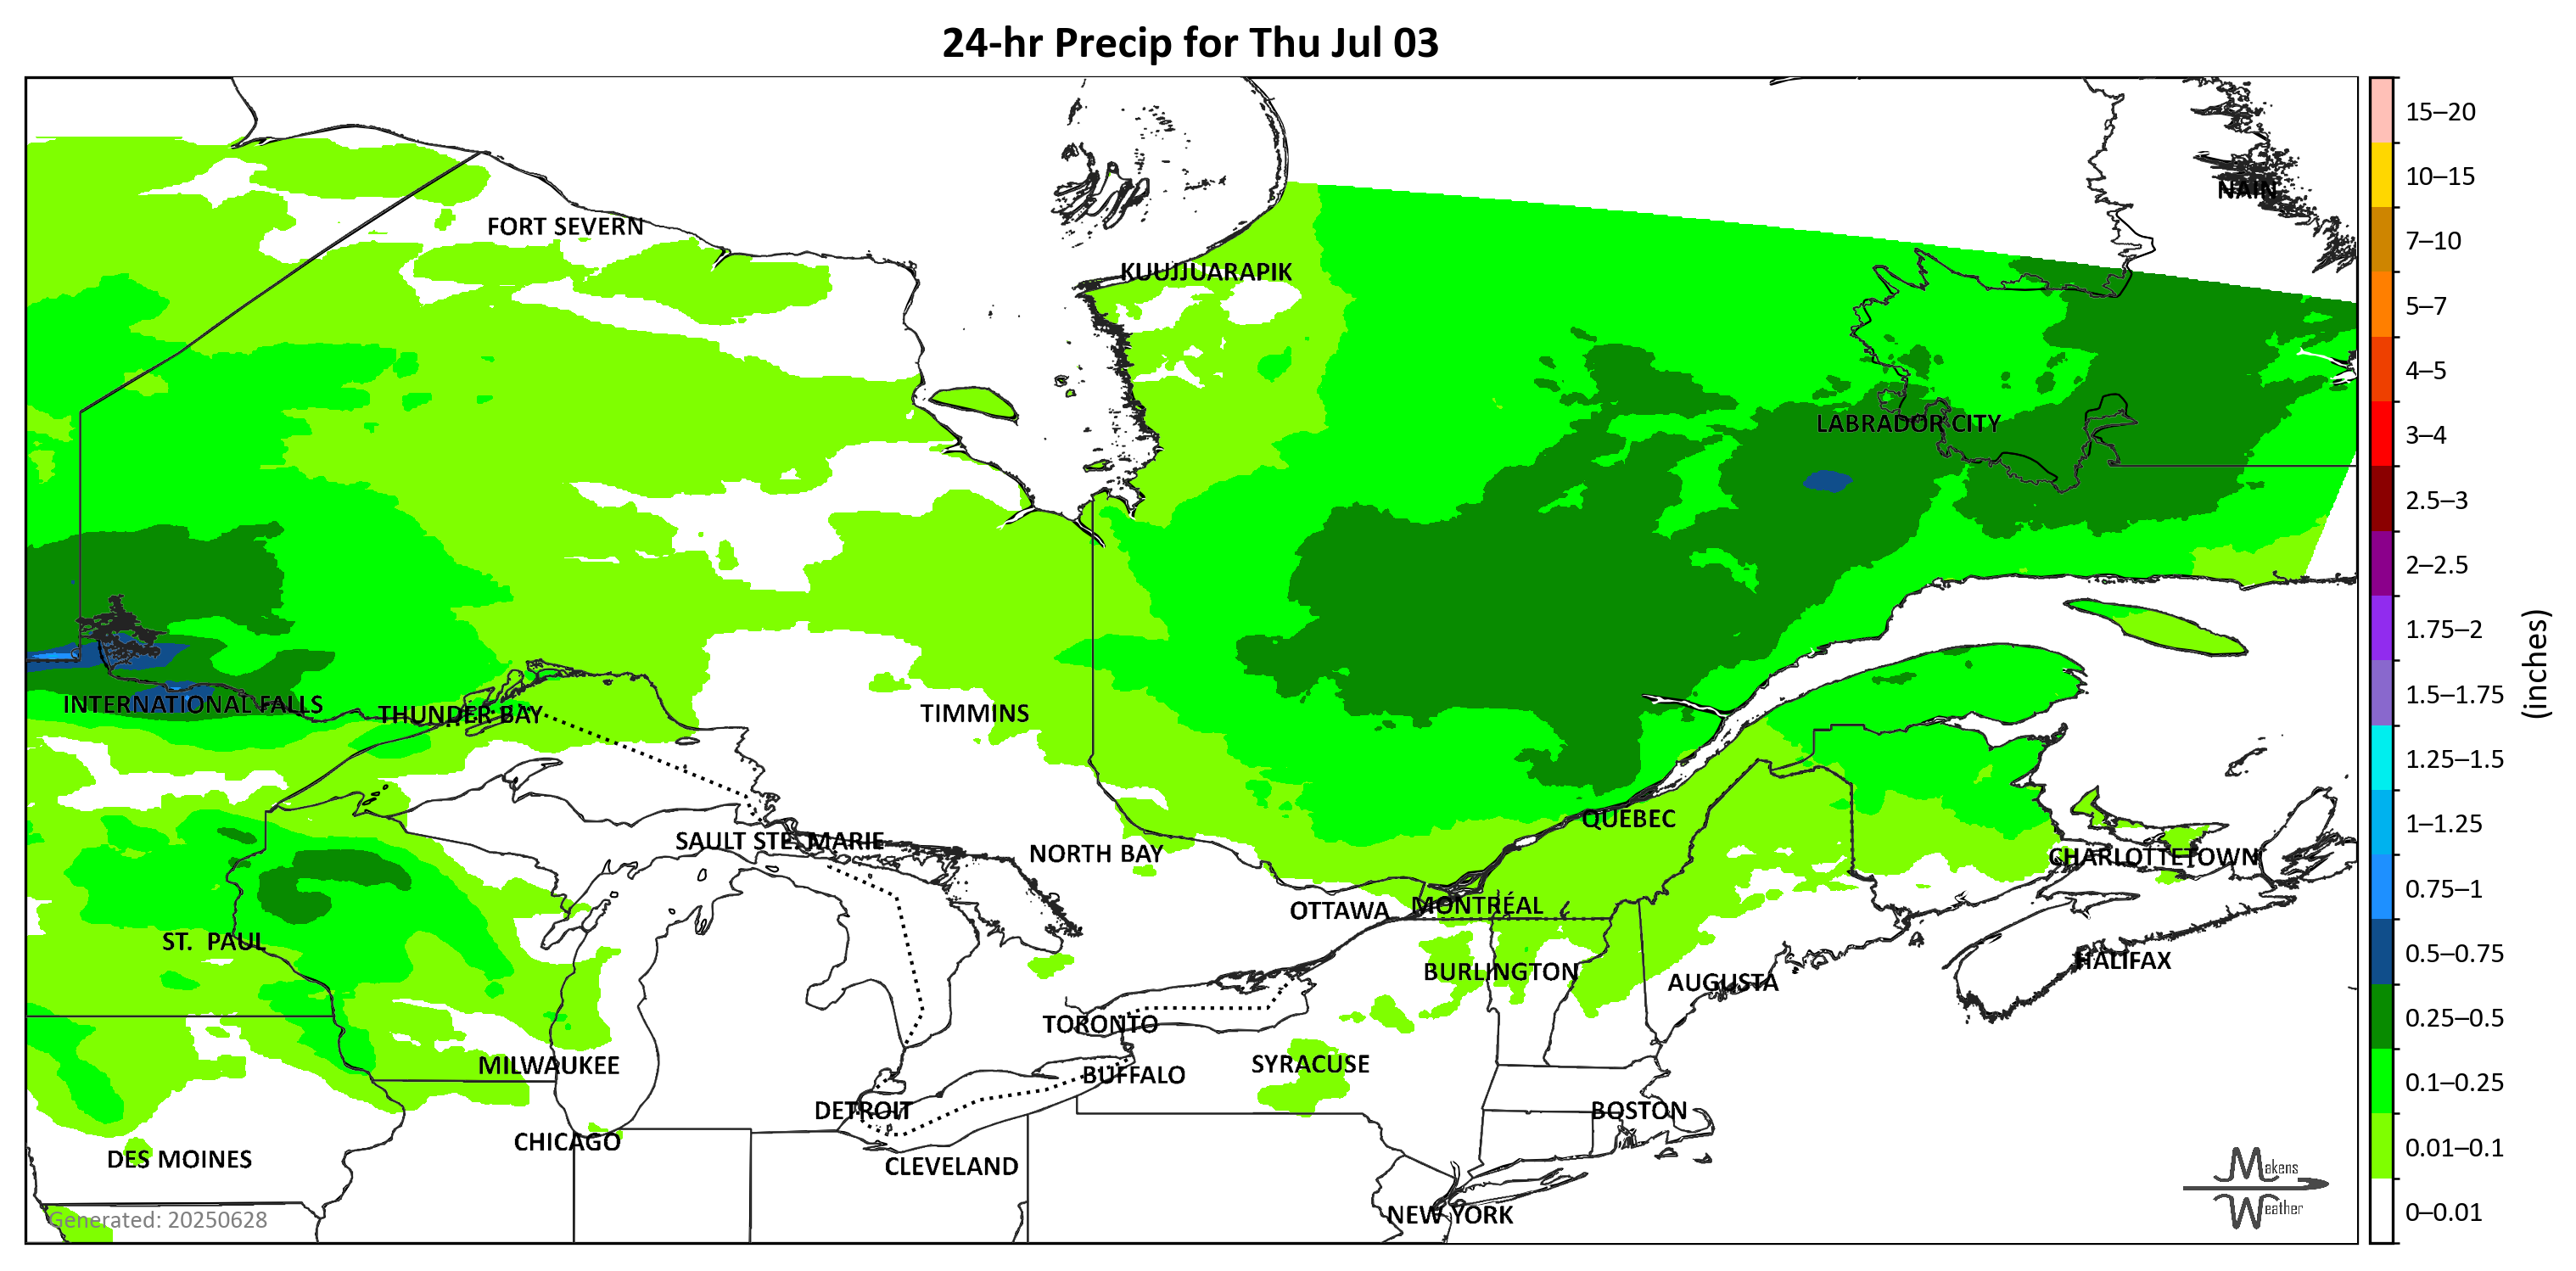 24-hr Precip for Thu Jul 03
15–20
10–15
NAIN
FORT SEVERN
7–10
KUUJJUARAPIK
5–7
4–5
LABRADOR CITY
3–4
2.5–3
2–2.5
1.75–2
(inches)
INTERNATIONAL FALLS
THUNDER BAY
TIMMINS
1.5–1.75
1.25–1.5
QUEBEC
1–1.25
SAULT STE. MARIE
NORTH BAY
CHARLOTTETOWN
0.75–1
OTTAWA
MONTRÉAL
ST. PAUL
0.5–0.75
BURLINGTON
AUGUSTA
HALIFAX
TORONTO
0.25–0.5
MILWAUKEE
BUFFALO
SYRACUSE
0.1–0.25
DETROIT
BOSTON
CHICAGO
0.01–0.1
DES MOINES
CLEVELAND
Makens
Weather
Generated: 20250628
NEW YORK
0–0.01